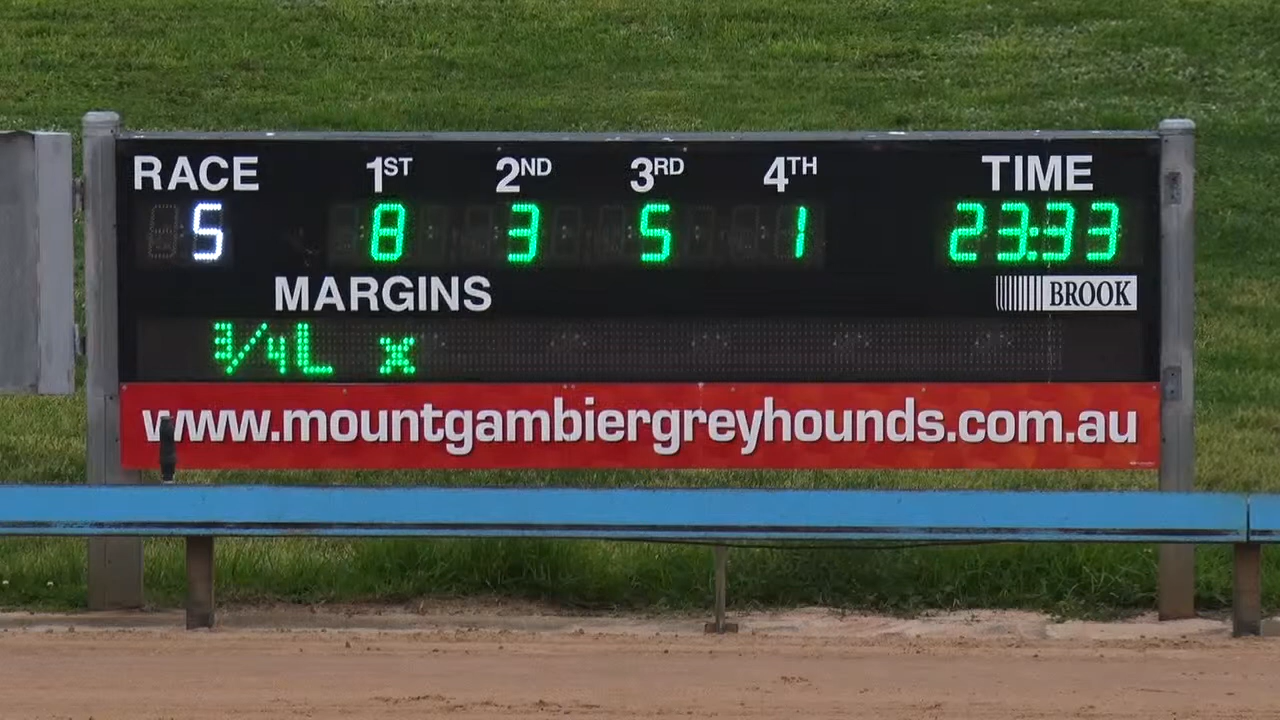 RACE 1ST 2ND 3RD 4TH TIME
5 8 3 5 1 23:33
MARGINS BROOK
3/4L x
www.mountgambiergreyhounds.com.au